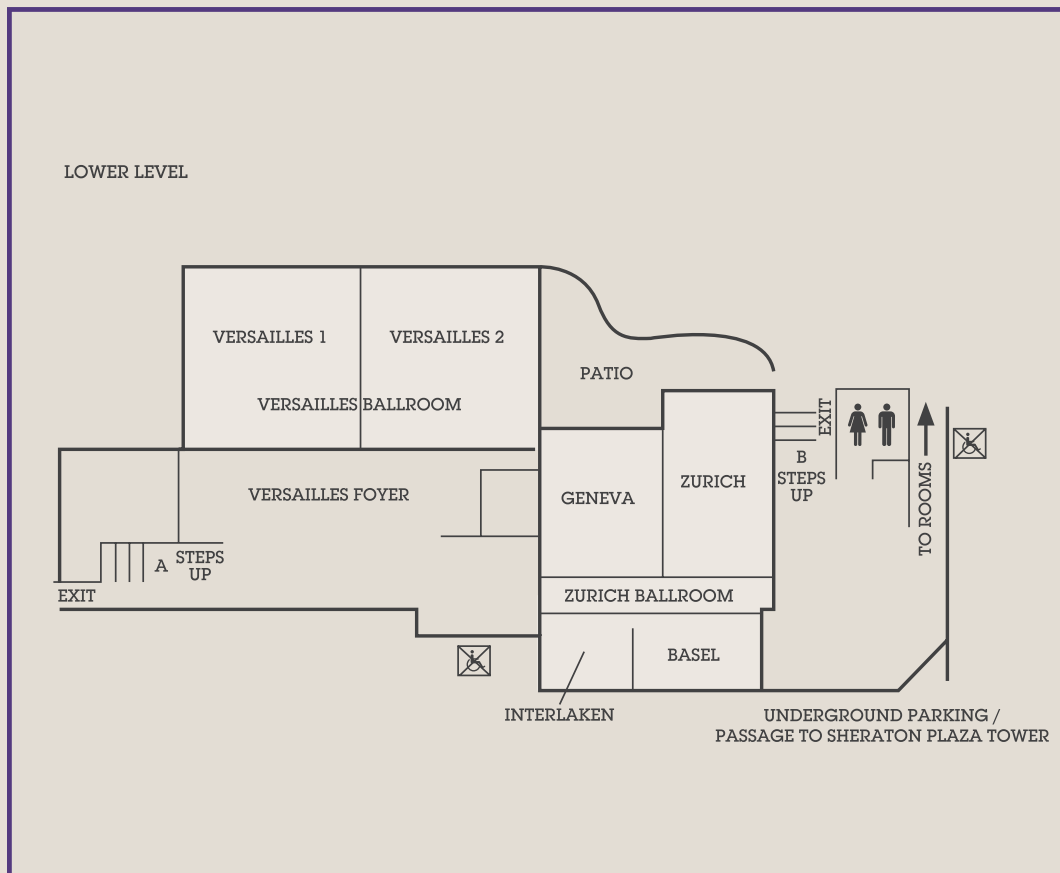 LOWER LEVEL
VERSAILLES 1
VERSAILLES 2
PATIO
VERSAILLES BALLROOM
EXIT
B
STEPS
UP
TO ROOMS
VERSAILLES FOYER
GENEVA
ZURICH
A
STEPS
UP
EXIT
ZURICH BALLROOM
BASEL
INTERLAKEN
UNDERGROUND PARKING /
PASSAGE TO SHERATON PLAZA TOWER